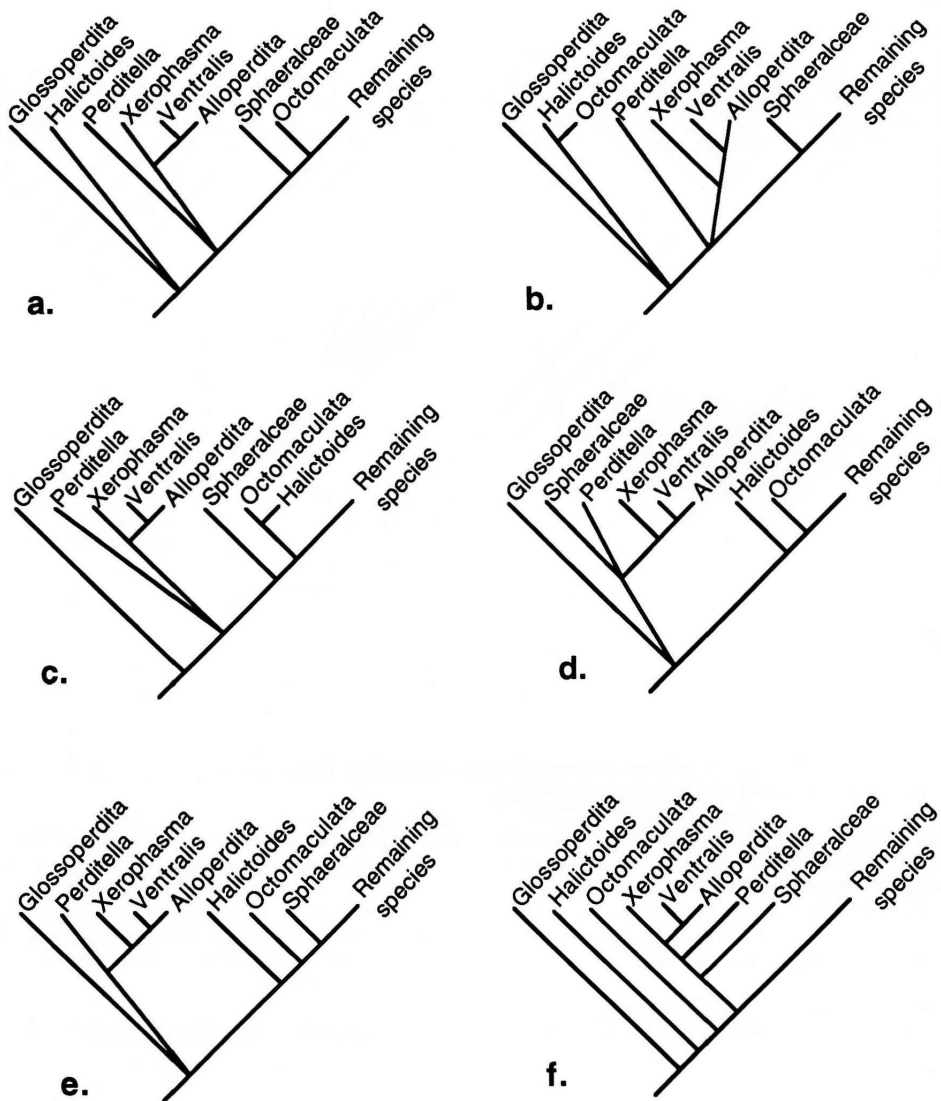 Glossoperdita
Halictoides
Perditella
Xerophasma
Ventralis
Alloperdita
Sphaeralceae
Octomaculata
Remaining
species
a.
Glossoperdita
Halictoides
Octomaculata
Perditella
Xerophasma
Ventralis
Alloperdita
Sphaeralceae
Remaining
species
b.
Glossoperdita
Perditella
Xerophasma
Ventralis
Alloperdita
Sphaeralceae
Octomaculata
Halictoides
Remaining
species
c.
Glossoperdita
Sphaeralceae
Perditella
Xerophasma
Ventralis
Alloperdita
Halictoides
Octomaculata
Remaining
species
d.
Glossoperdita
Perditella
Xerophasma
Ventralis
Alloperdita
Halictoides
Octomaculata
Sphaeralceae
Remaining
species
e.
Glossoperdita
Halictoides
Octomaculata
Xerophasma
Ventralis
Alloperdita
Perditella
Sphaeralceae
Remaining
species
f.